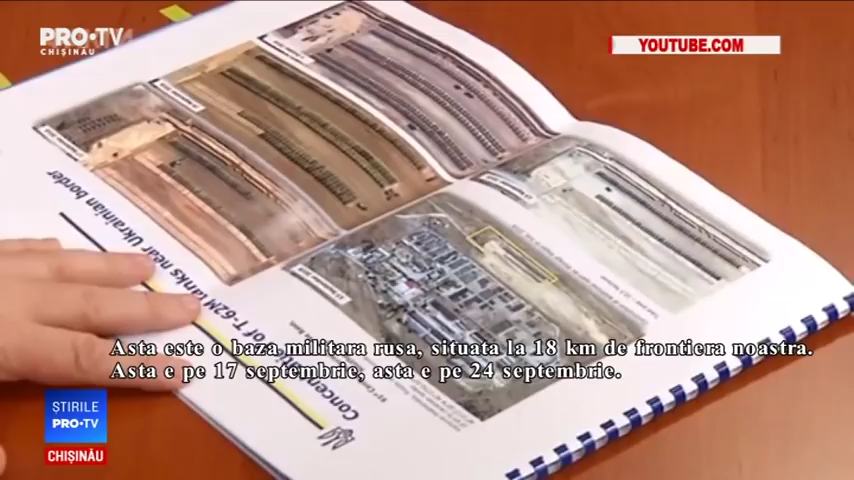 PRO•TV
CHIȘINĂU
YOUTUBE.COM
Concentration of T-62M tanks near Ukrainian border
Asta este o baza militara rusa, situata la 18 km de frontiera noastra.
Asta e pe 17 septembrie, asta e pe 24 septembrie.
ȘTIRILE
PRO•TV
CHIȘINĂU